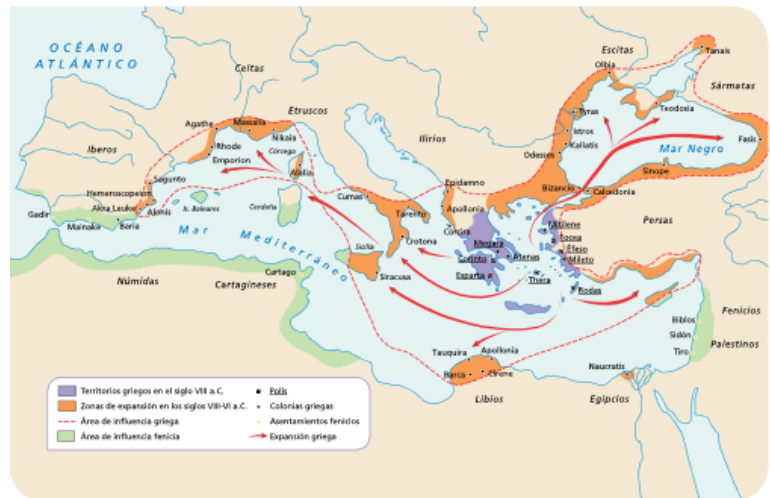 OCÉANO
ATLÁNTICO
Celtas
Escitas
Tanais
Olbia
Sármatas
Etruscos
Agathe
Massalia
Nikaia
Tyras
Teodosia
Iberos
Rhode
Emporion
Córcega
Ilirios
Istros
Kallatis
Odessos
Mar Negro
Fasis
Sagunto
Alalia
Hemeroscopeion
Akra Leuke
Alonis
Is. Baleares
Cerdeña
Cumas
Epidamno
Bizancio
Sinope
Calcedonia
Gadir
Mainake
Baria
Tarento
Apollonia
Corcira
Mitilene
Persas
Mar Mediterráneo
Crotona
Megara
Focea
Sicilia
Corinto
Atenas
Efeso
Mileto
Númidas
Cartago
Cartagineses
Siracusa
Esparta
Thera
Rodas
Fenicios
Biblos
Sidón
Tiro
Palestinos
Tauquira
Apollonia
Barca
Cirene
Naucratis
Libios
Egipcios
Territorios griegos en el siglo VIII a.C.
Polis
Zonas de expansión en los siglos VIII-VI a.C.
Colonias griegas
Área de influencia griega
Asentamientos fenicios
Área de influencia fenicia
Expansión griega